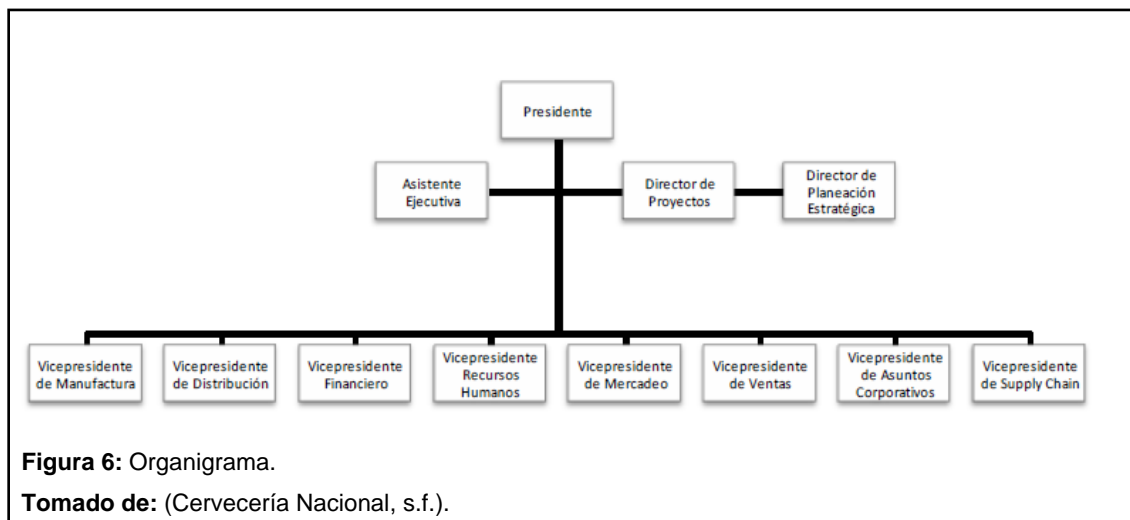 Presidente
Asistente
Ejecutiva
Director de
Proyectos
Director de
Planeación
Estratégica
Vicepresidente
de Manufactura
Vicepresidente
de Distribución
Vicepresidente
Financiero
Vicepresidente
Recursos
Humanos
Vicepresidente
de Mercadeo
Vicepresidente
de Ventas
Vicepresidente
de Asuntos
Corporativos
Vicepresidente
de Supply Chain
Figura 6: Organigrama.
Tomado de: (Cervecería Nacional, s.f.).